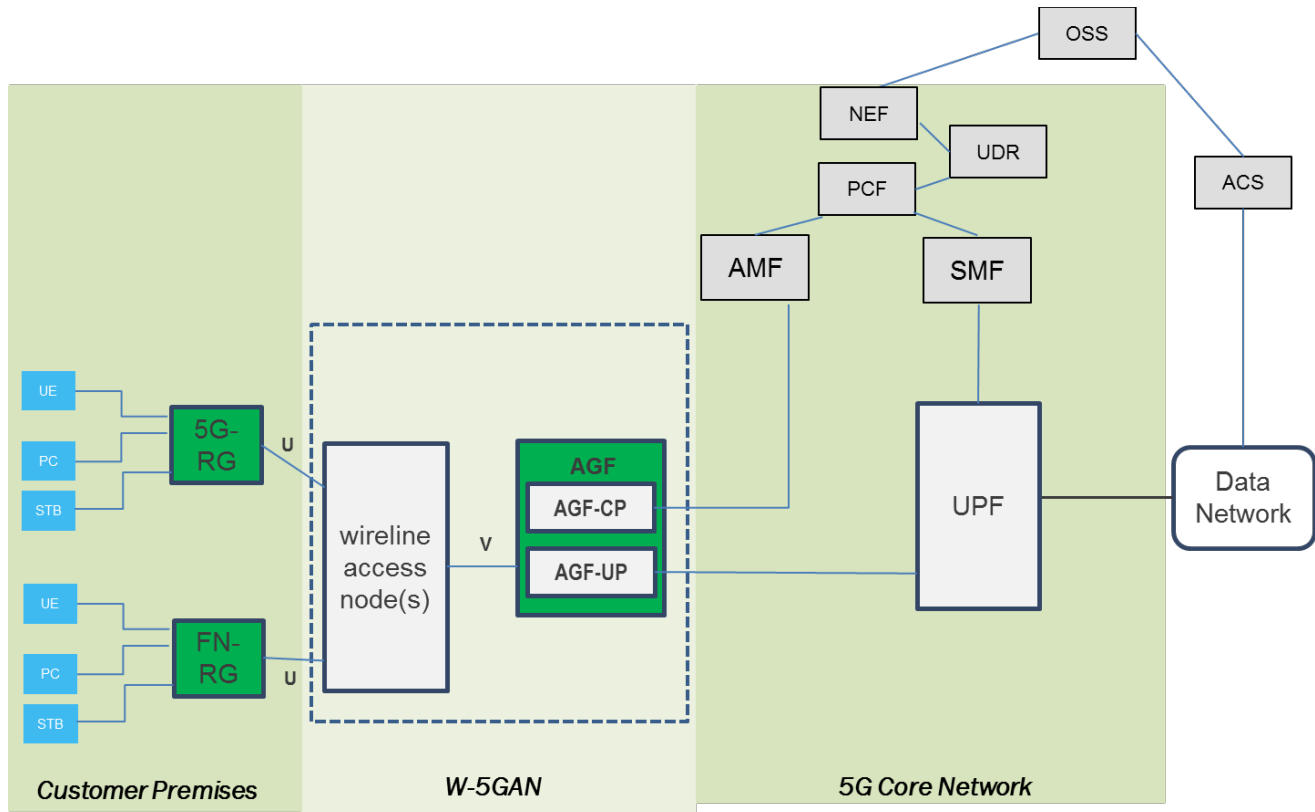 OSS
NEF
UDR
PCF
ACS
AMF
SMF
UE
PC
STB
5G-
RG
U
wireline
access
node(s)
V
AGF
AGF-CP
AGF-UP
UPF
Data
Network
UE
PC
STB
FN-
RG
U
Customer Premises
W-5GAN
5G Core Network